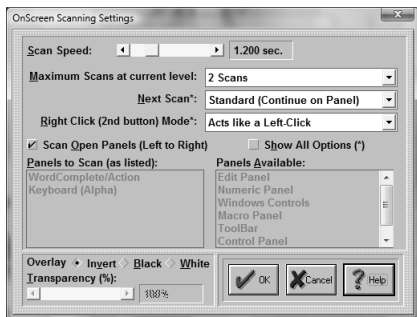 OnScreen Scanning Settings
Scan Speed: 1.200 sec.
Maximum Scans at current level: 2 Scans
Next Scan*: Standard (Continue on Panel)
Right Click (2nd button) Mode*: Acts like a Left-Click
Scan Open Panels (Left to Right) Show All Options (*)
Panels to Scan (as listed): Panels Available:
WordComplete/Action Edit Panel
Keyboard (Alpha) Numeric Panel
Windows Controls
Macro Panel
ToolBar
Control Panel
Overlay Invert Black White
Transparency (%):
100%
OK Cancel Help